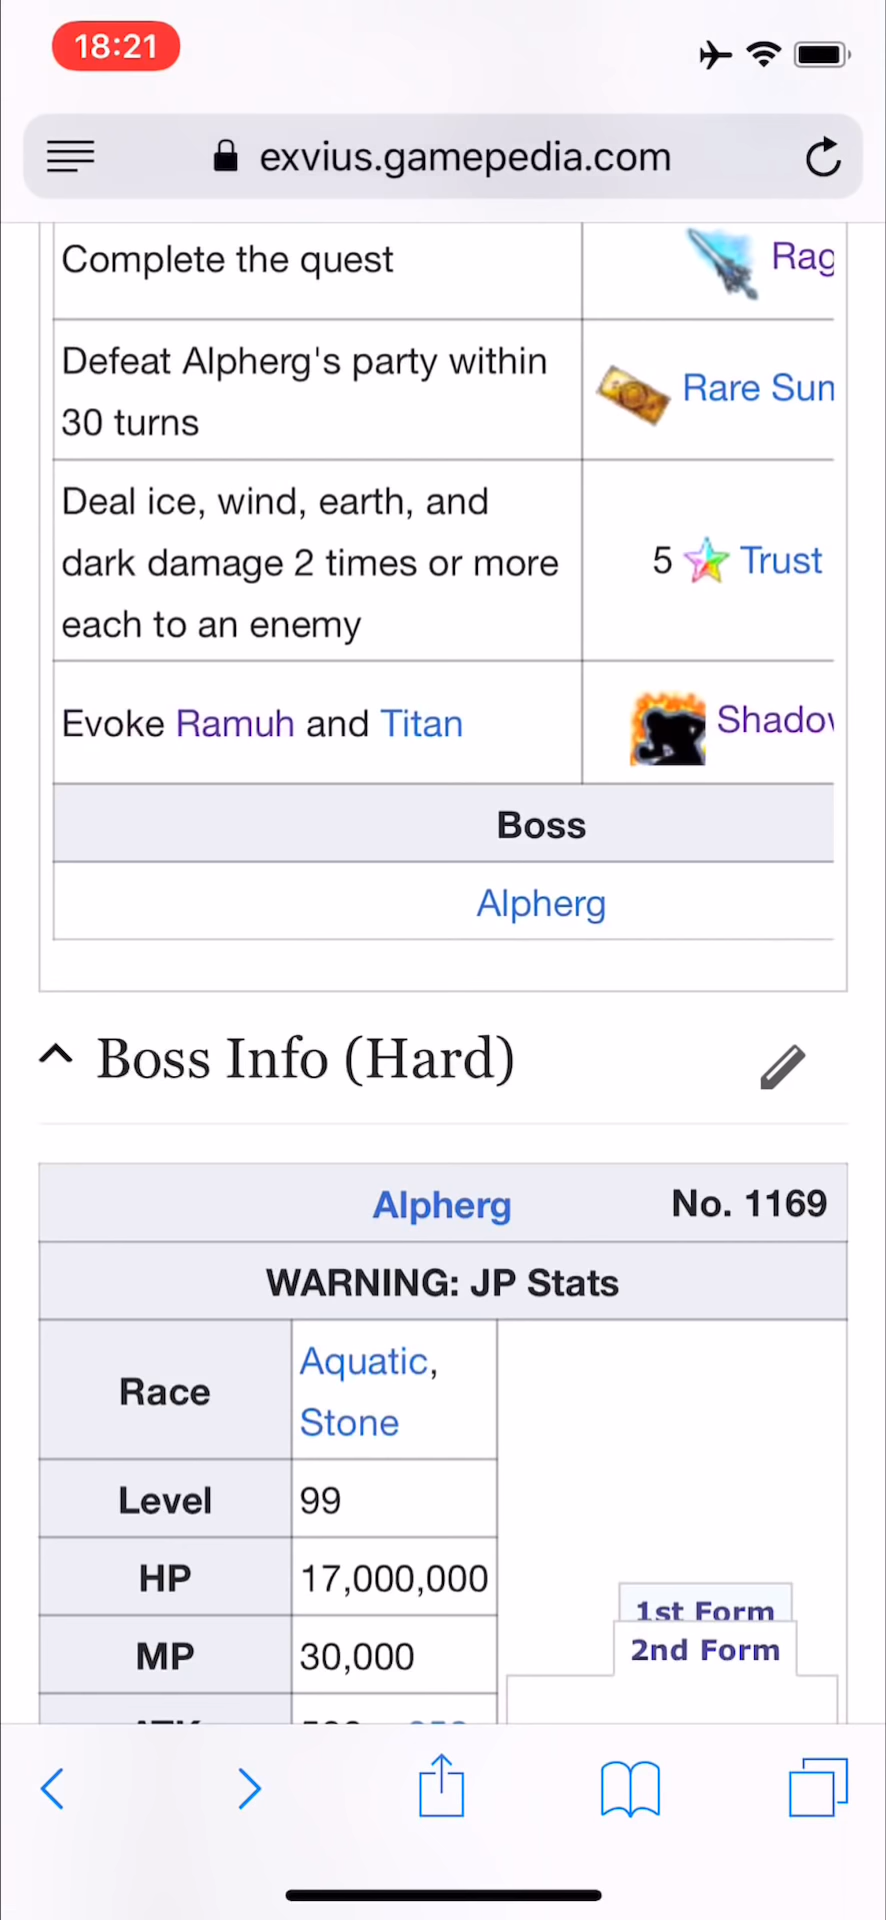 18:21
exvius.gamepedia.com
Complete the quest
Rag
Defeat Alpherg's party within
30 turns
Rare Sun
Deal ice, wind, earth, and
dark damage 2 times or more
each to an enemy
5 Trust
Evoke Ramuh and Titan
Shadov
Boss
Alpherg
Boss Info (Hard)
Alpherg No. 1169
WARNING: JP Stats
Race
Aquatic,
Stone
Level 99
HP 17,000,000
MP 30,000
1st Form
2nd Form